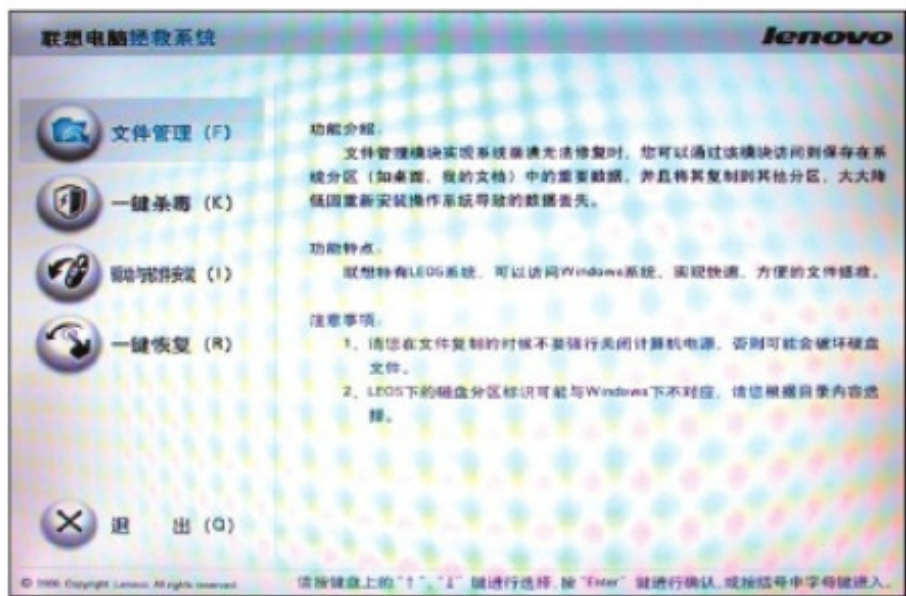 联想电脑拯救系统
lenovo
文件管理 (F)
一键杀毒 (K)
驱动与软件安装 (I)
一键恢复 (R)
退 出 (Q)
功能介绍:
文件管理模块实现系统崩溃无法修复时,您可以通过该模块访问到保存在系
统分区(如桌面、我的文档)中的重要数据,并且将其复制到其他分区,大大降
低因重新安装操作系统导致的数据丢失。
功能特点:
联想特有LEOS系统,可以访问Windows系统,实现快速、方便的文件拯救。
注意事项:
1、请您在文件复制的时候不要强行关闭计算机电源,否则可能会破坏硬盘
文件。
2、LEOS下的磁盘分区标识可能与Windows下不对应,请您根据目录内容选
择。
© 2006 Copyright Lenovo. All rights reserved.
请按键盘上的"↑"、"↓" 键进行选择,按 "Enter" 键进行确认,或按括号中字母键进入。